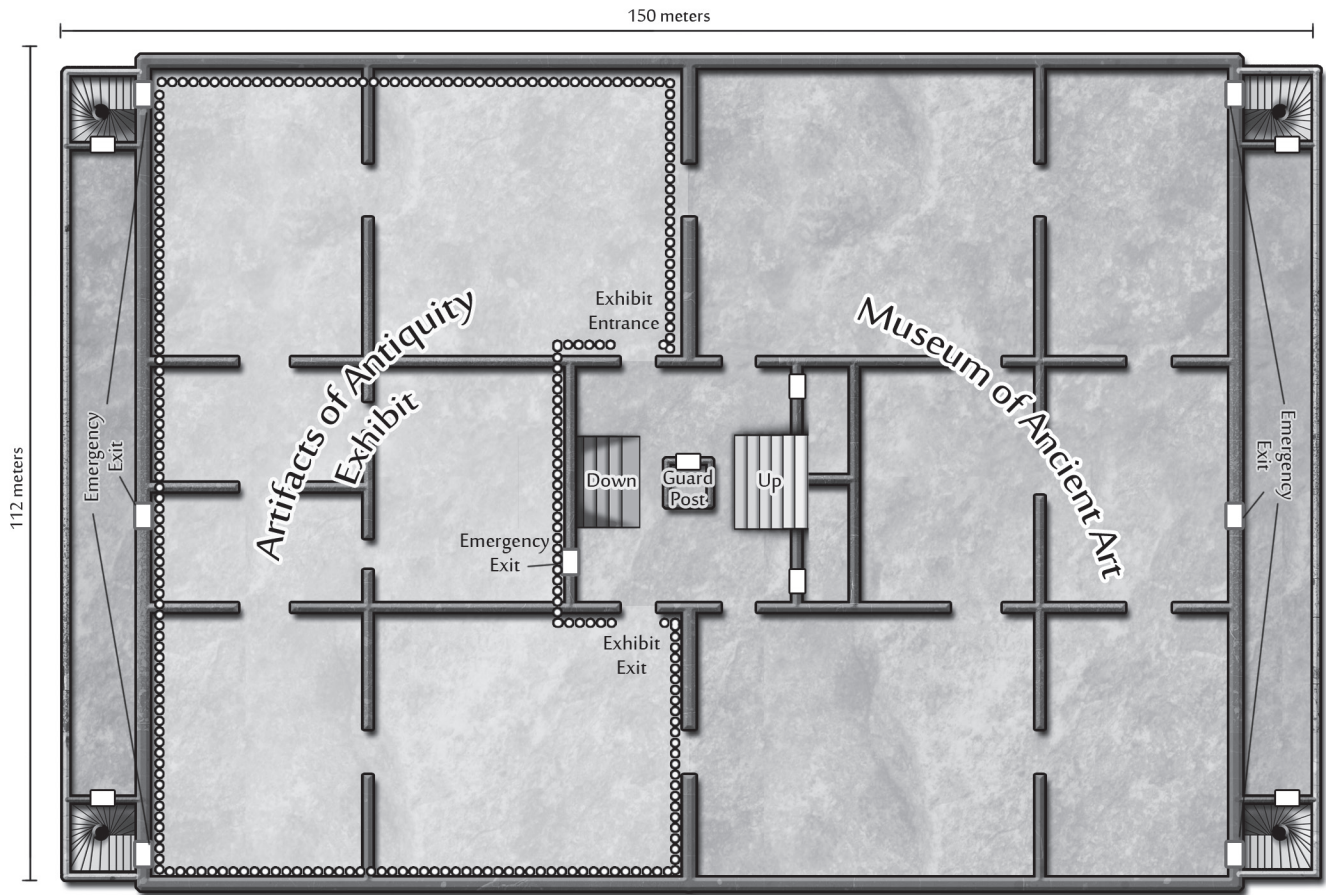 150 meters
112 meters
Exhibit
Entrance
Artifacts of Antiquity
Exhibit
Museum of Ancient Art
Emergency
Exit
Emergency
Exit
Down
Guard
Post
Up
Emergency
Exit
Exhibit
Exit